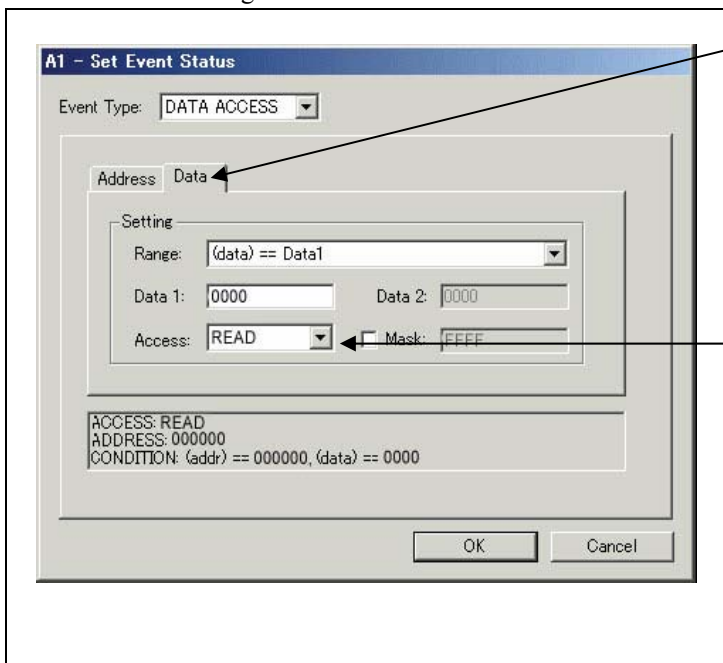 A1 - Set Event Status
Event Type: DATA ACCESS
Address Data
Setting
Range: (data) == Data1
Data 1: 0000 Data 2: 0000
Access: READ Mask: FFFF
ACCESS: READ
ADDRESS: 000000
CONDITION: (addr) == 000000, (data) == 0000
OK Cancel